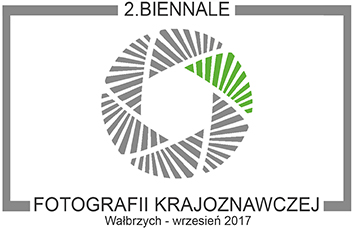 2.BIENNALE
FOTOGRAFII KRAJOZNAWCZEJ
Wałbrzych - wrzesień 2017